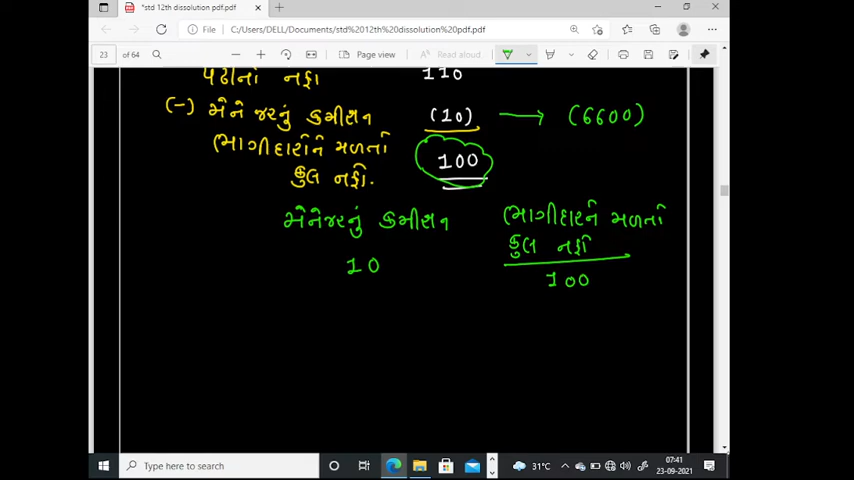 *std 12th dissolution pdf.pdf
File C:/Users/DELL/Documents/std%2012th%20dissolution%20pdf.pdf
23 of 64 Page view Read aloud
પેઢીનો નફો 110
(-) મેનેજરનું કમીશન (10) → (6600)
ભાગીદારોને મળતો 100
કુલ નફો.
મેનેજરનું કમીશન ભાગીદારને મળતો
કુલ નફો
10 100
Type here to search 31°C 07:41
23-09-2021